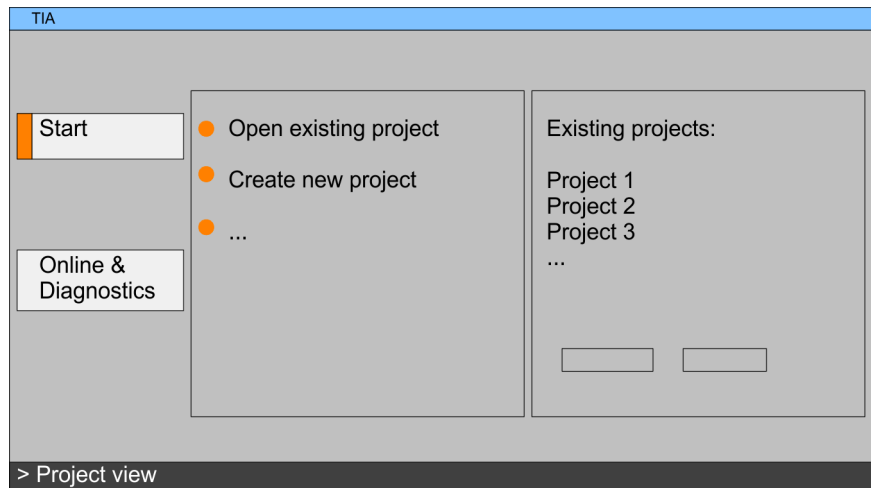 TIA
Start
Online &
Diagnostics
Open existing project
Create new project
...
Existing projects:
Project 1
Project 2
Project 3
...
> Project view